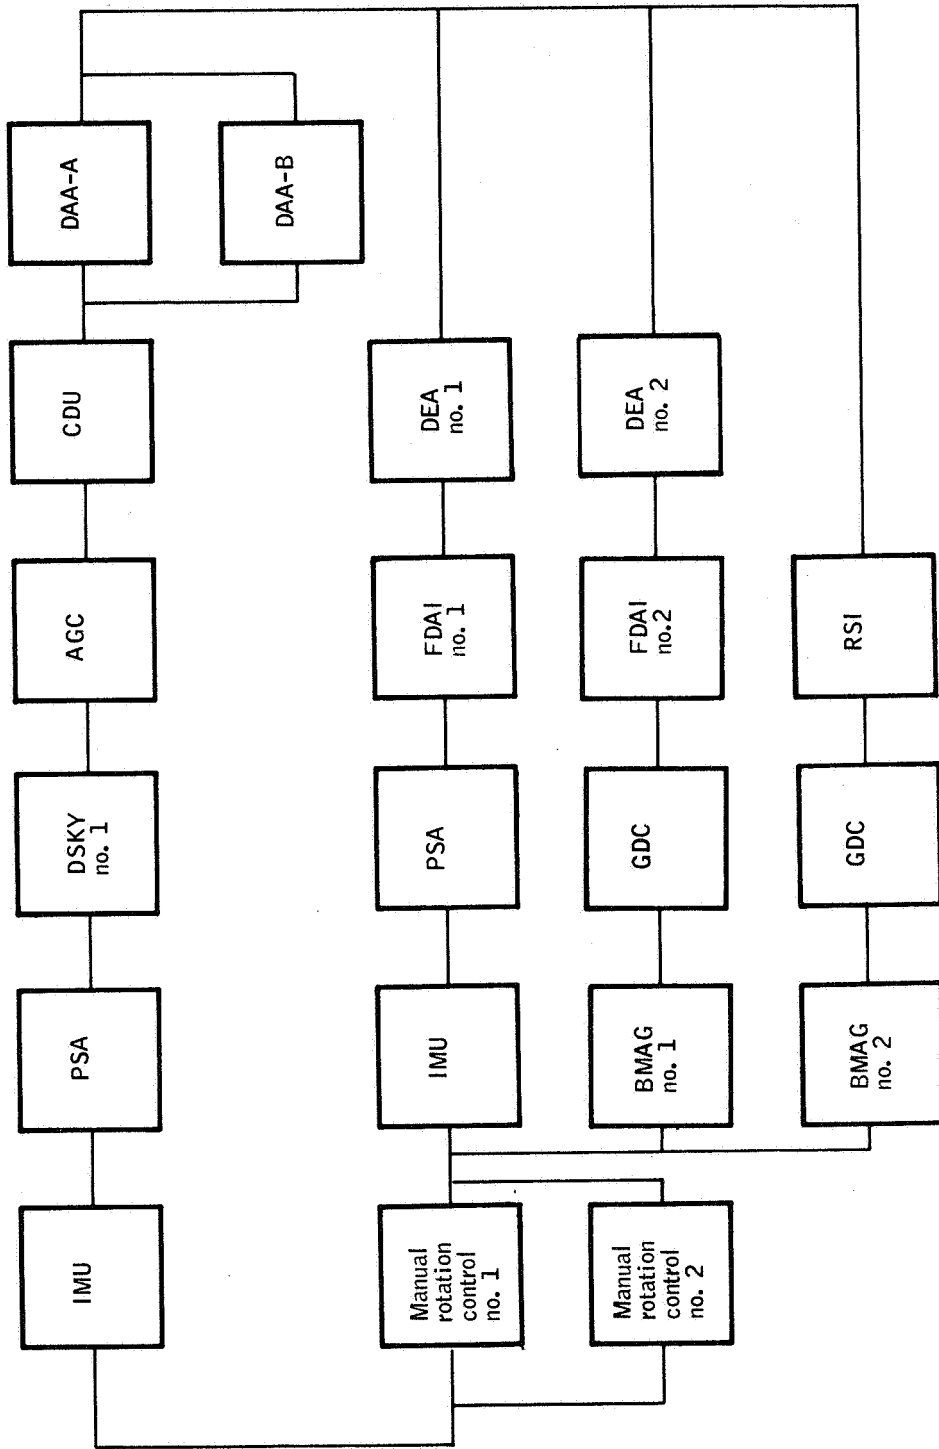 IMU
PSA
DSKY
no. 1
AGC
CDU
DAA-A
DAA-B
Manual
rotation
control
no. 1
IMU
PSA
FDAI
no. 1
DEA
no. 1
Manual
rotation
control
no. 2
BMAG
no. 1
GDC
FDAI
no.2
DEA
no. 2
BMAG
no. 2
GDC
RSI